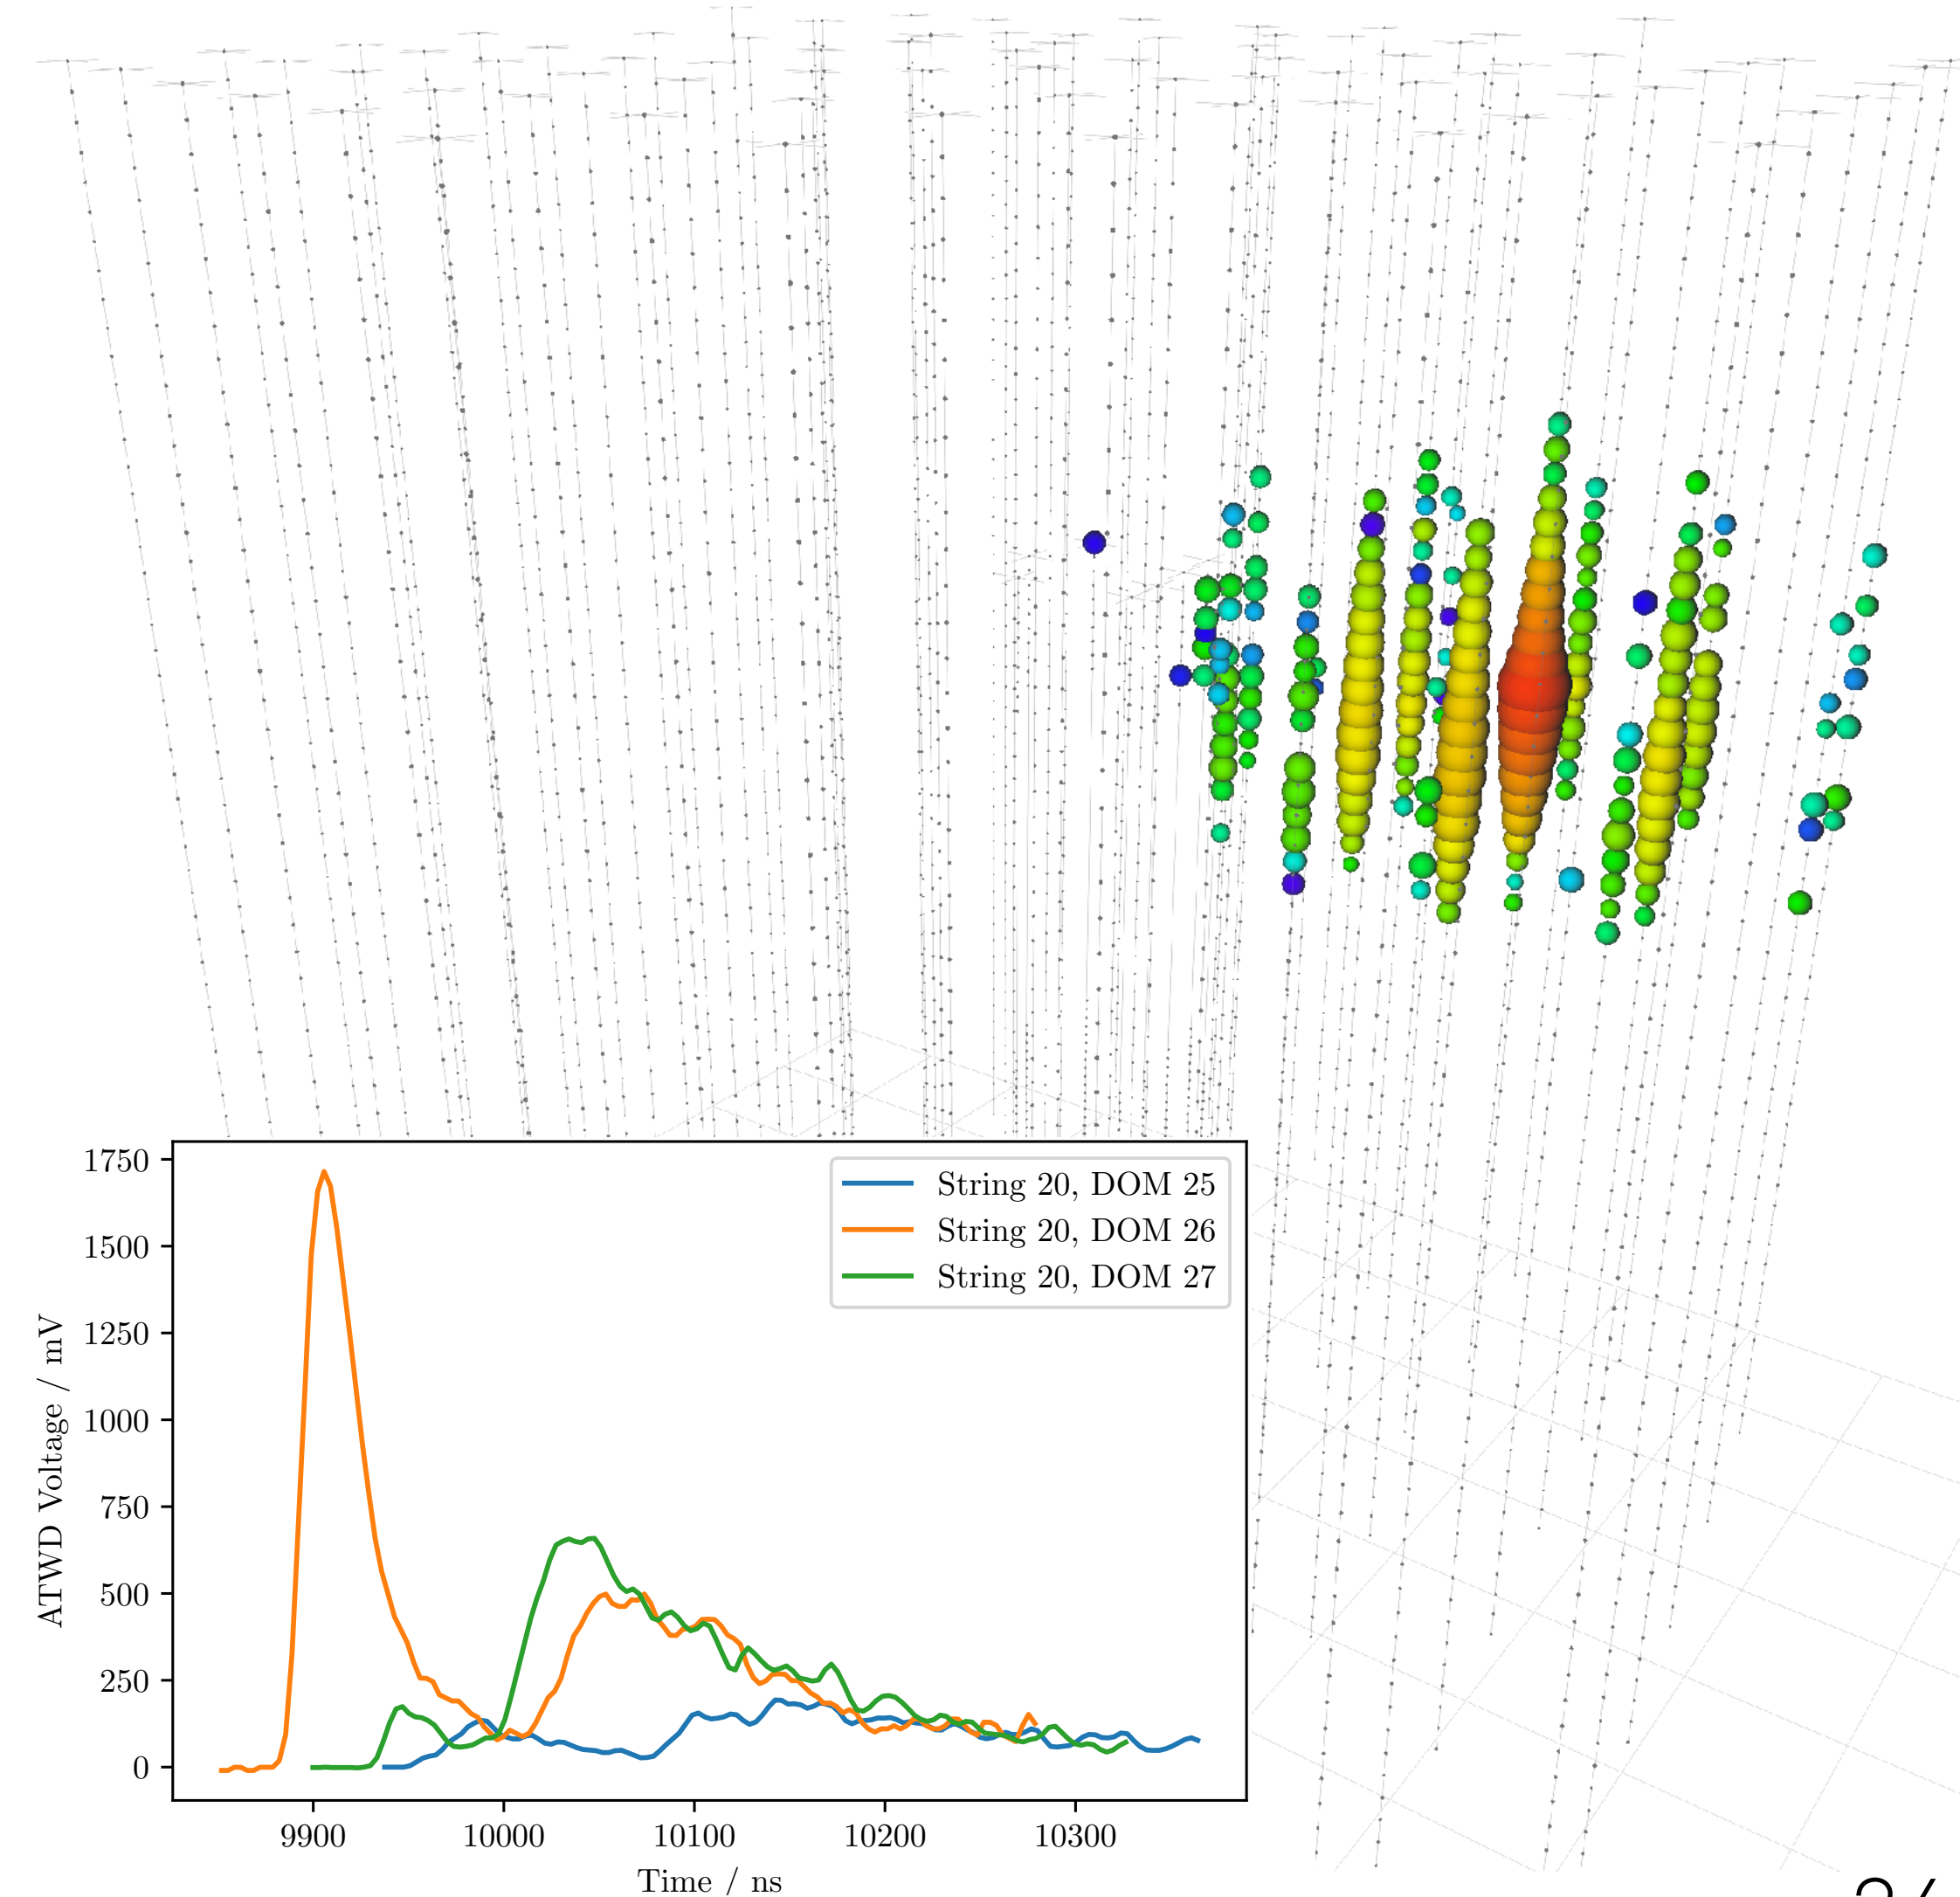 1750
1500
1250
1000
750
500
250
0
ATWD Voltage / mV
String 20, DOM 25
String 20, DOM 26
String 20, DOM 27
9900 10000 10100 10200 10300
Time / ns